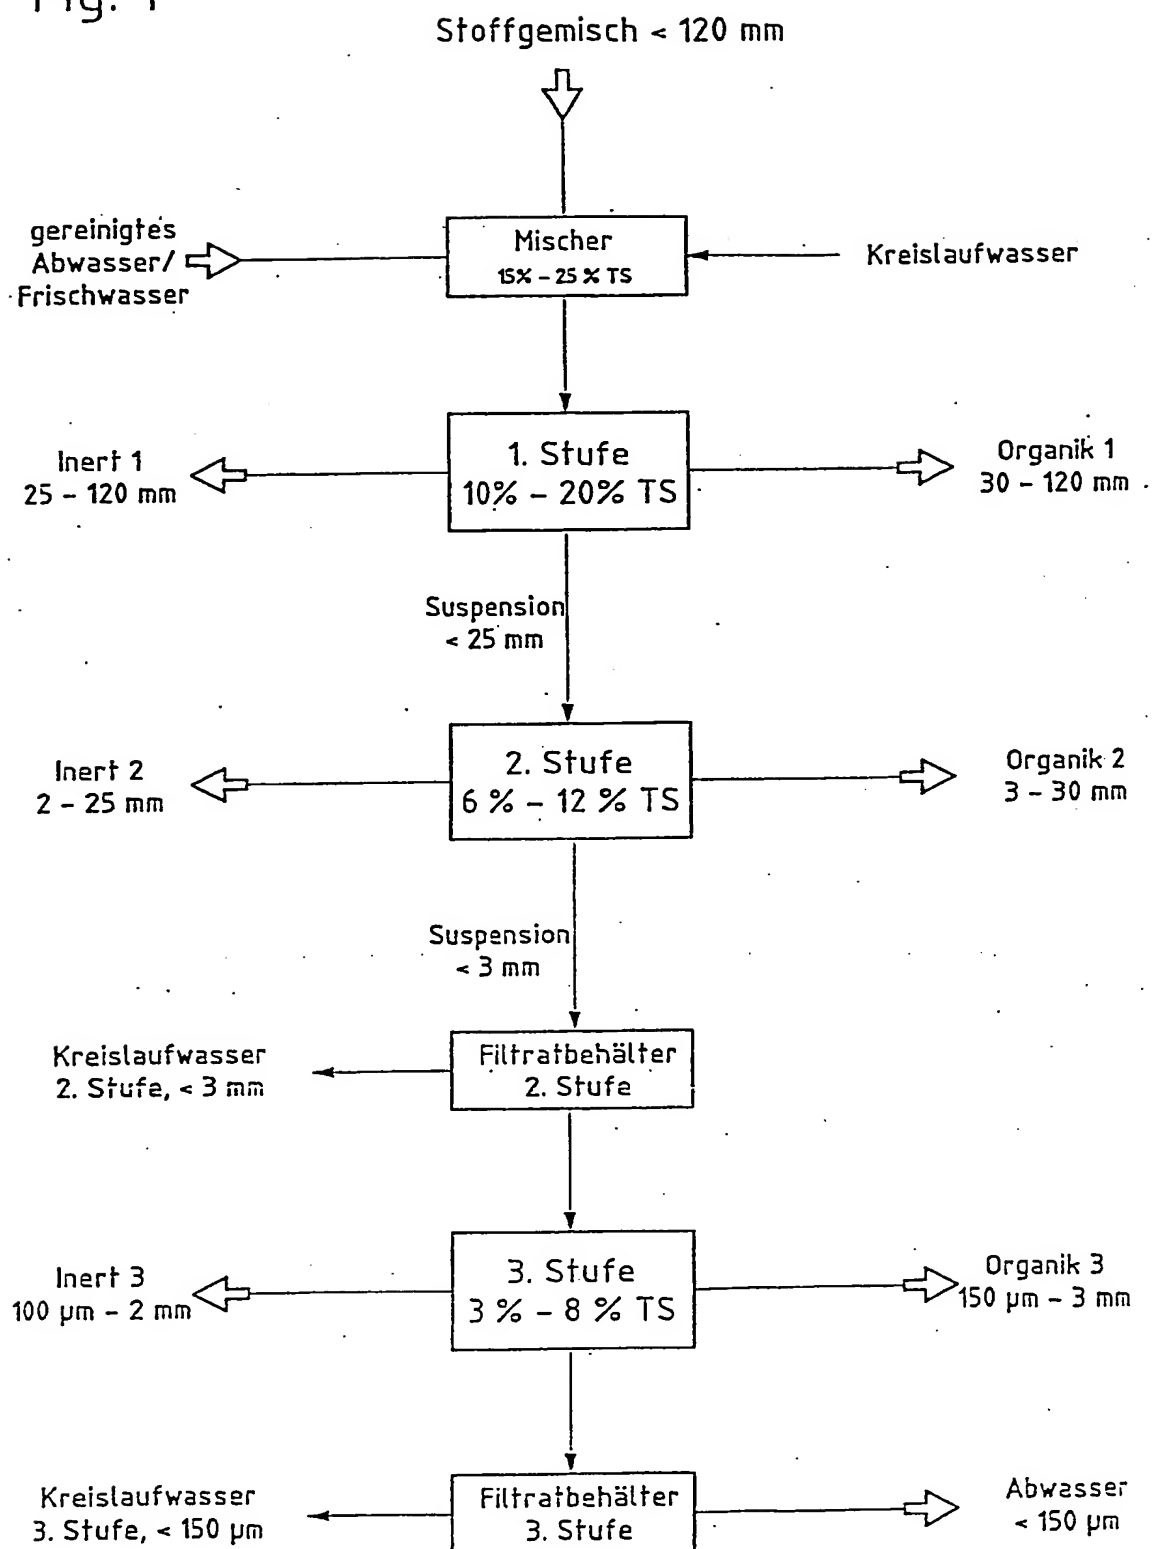 Fig. 1
Stoffgemisch < 120 mm
gereinigtes
Abwasser/
Frischwasser
Mischer
15% – 25 % TS
Kreislaufwasser
Inert 1
25 – 120 mm
1. Stufe
10% – 20% TS
Organik 1
30 – 120 mm
Suspension
< 25 mm
Inert 2
2 – 25 mm
2. Stufe
6 % – 12 % TS
Organik 2
3 – 30 mm
Suspension
< 3 mm
Kreislaufwasser
2. Stufe, < 3 mm
Filtratbehälter
2. Stufe
Inert 3
100 µm – 2 mm
3. Stufe
3 % – 8 % TS
Organik 3
150 µm – 3 mm
Kreislaufwasser
3. Stufe, < 150 µm
Filtratbehälter
3. Stufe
Abwasser
< 150 µm